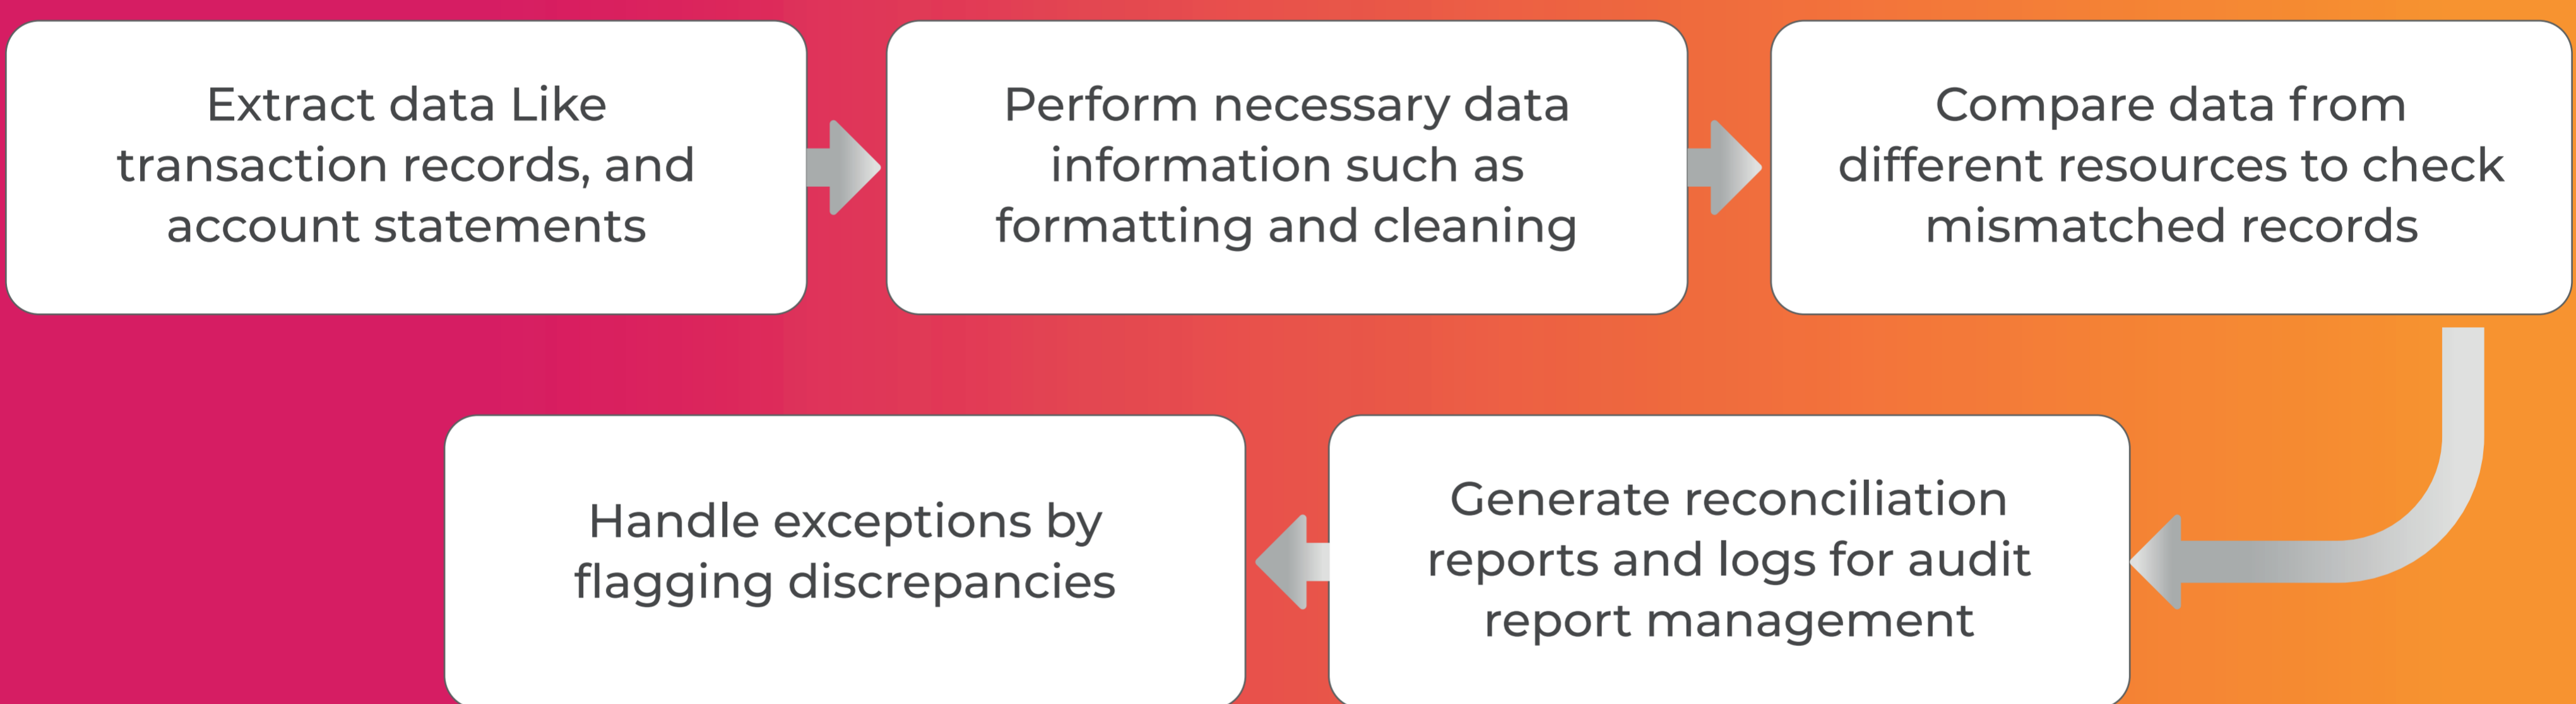 Extract data Like
transaction records, and
account statements
Perform necessary data
information such as
formatting and cleaning
Compare data from
different resources to check
mismatched records
Generate reconciliation
reports and logs for audit
report management
Handle exceptions by
flagging discrepancies